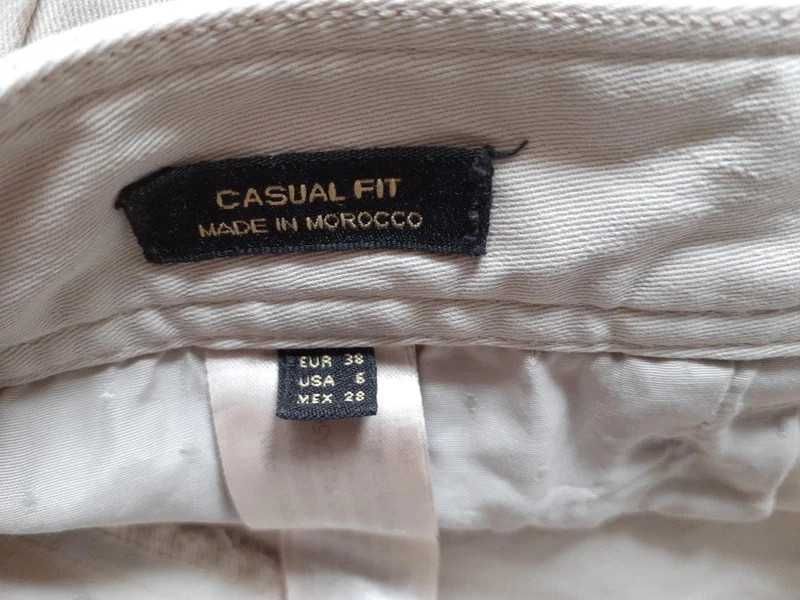 CASUAL FIT
MADE IN MOROCCO
EUR 38
USA 6
MEX 28